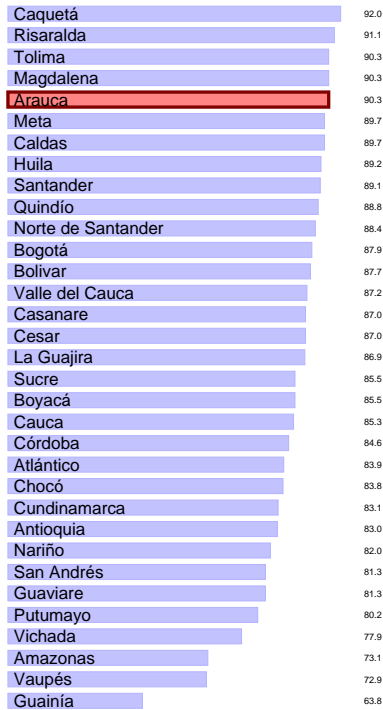 Caquetá 92.0
Risaralda 91.1
Tolima 90.3
Magdalena 90.3
Arauca 90.3
Meta 89.7
Caldas 89.7
Huila 89.2
Santander 89.1
Quindío 88.8
Norte de Santander 88.4
Bogotá 87.9
Bolivar 87.7
Valle del Cauca 87.2
Casanare 87.0
Cesar 87.0
La Guajira 86.9
Sucre 85.5
Boyacá 85.5
Cauca 85.3
Córdoba 84.6
Atlántico 83.9
Chocó 83.8
Cundinamarca 83.1
Antioquia 83.0
Nariño 82.0
San Andrés 81.3
Guaviare 81.3
Putumayo 80.2
Vichada 77.9
Amazonas 73.1
Vaupés 72.9
Guainía 63.8